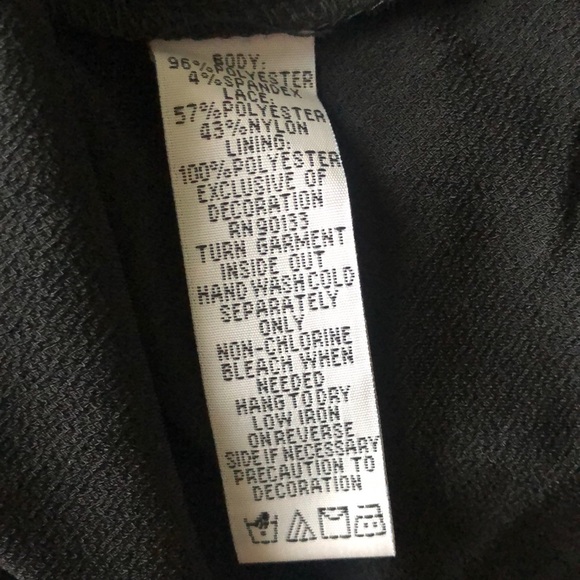 BODY:
96%POLYESTER
4%SPANDEX
LACE:
57%POLYESTER
43%NYLON
LINING:
100%POLYESTER
EXCLUSIVE OF
DECORATION
RN90133
TURN GARMENT
INSIDE OUT
HAND WASH COLD
SEPARATELY
ONLY
NON-CHLORINE
BLEACH WHEN
NEEDED
HANG TO DRY
LOW IRON
ON REVERSE
SIDE IF NECESSARY
PRECAUTION TO
DECORATION